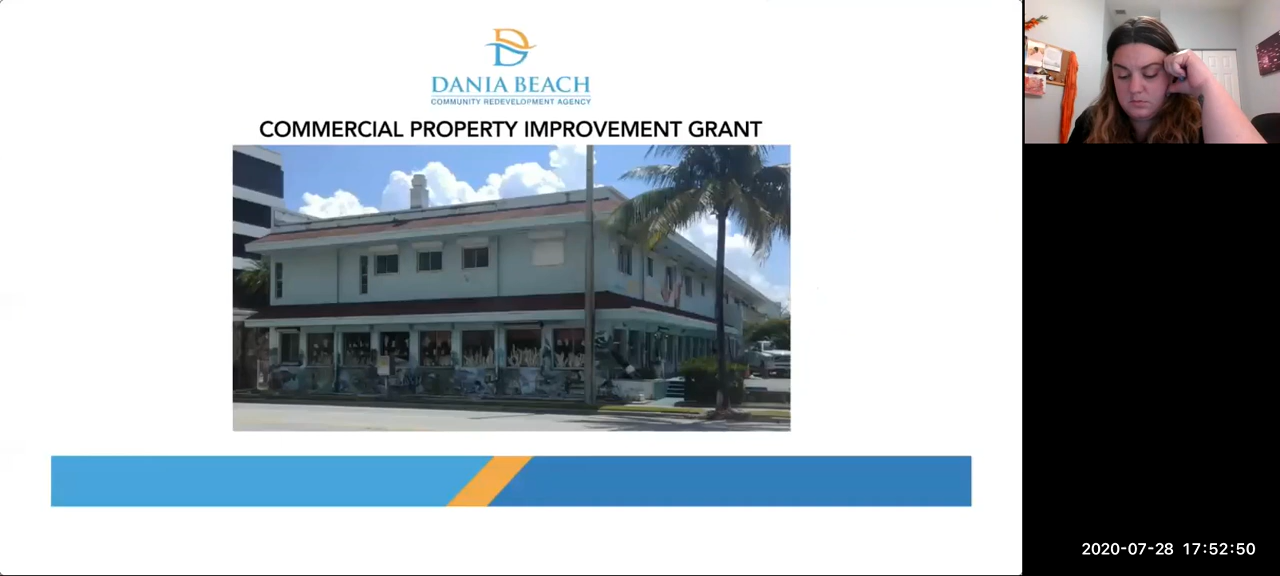 DANIA BEACH
COMMUNITY REDEVELOPMENT AGENCY
COMMERCIAL PROPERTY IMPROVEMENT GRANT
2020-07-28 17:52:50